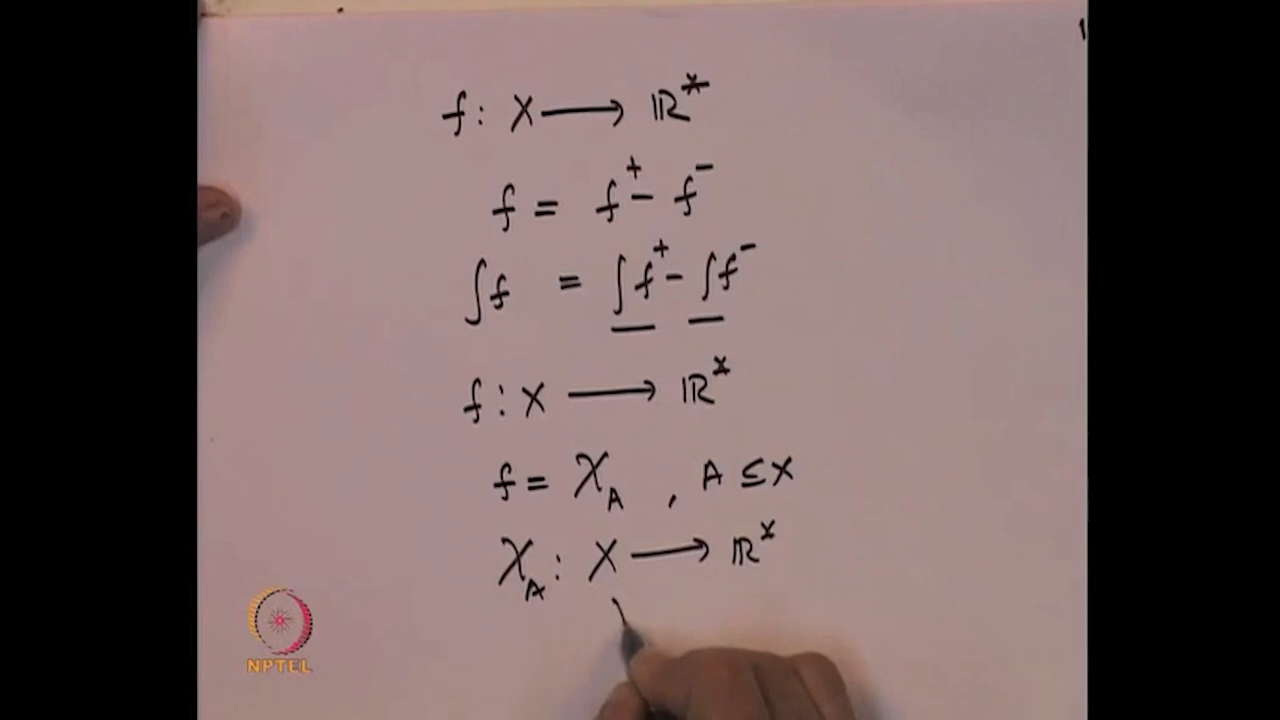 f : X ⟶ ℝ*
f = f⁺ - f⁻
∫f = ∫f⁺ - ∫f⁻
f : X ⟶ ℝ*
f = χ_A , A ⊆ X
χ_A : X ⟶ ℝ*
NPTEL